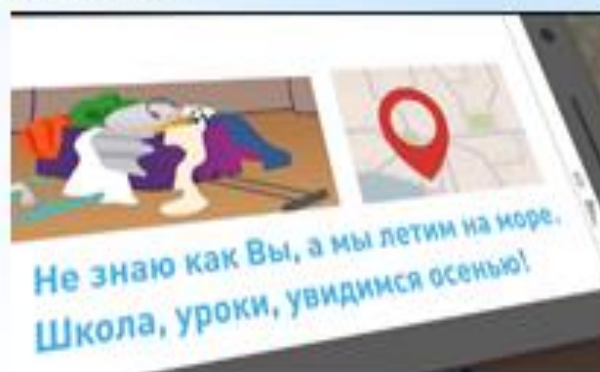 Не знаю как Вы, а мы летим на море.
Школа, уроки, увидимся осенью!